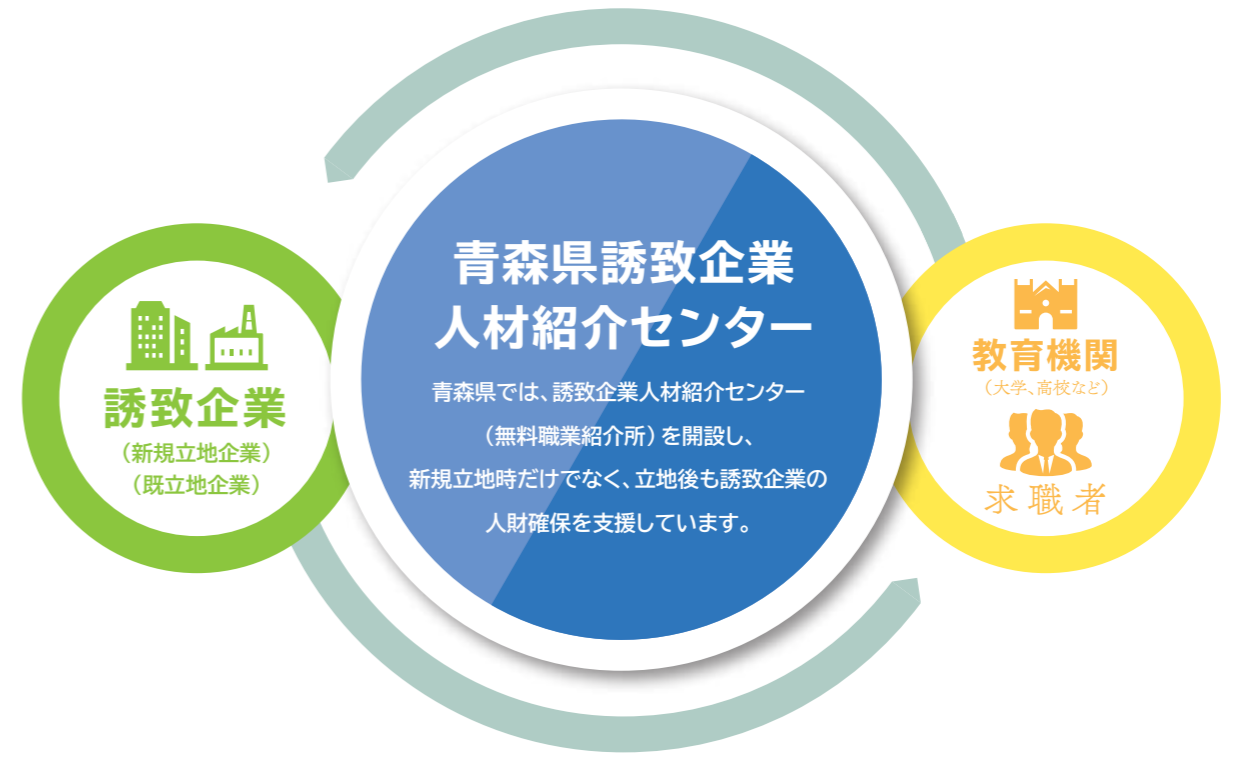 青森県誘致企業
人材紹介センター
青森県では、誘致企業人材紹介センター
（無料職業紹介所）を開設し、
新規立地時だけでなく、立地後も誘致企業の
人財確保を支援しています。
誘致企業
（新規立地企業）
（既立地企業）
教育機関
（大学、高校など）
求職者